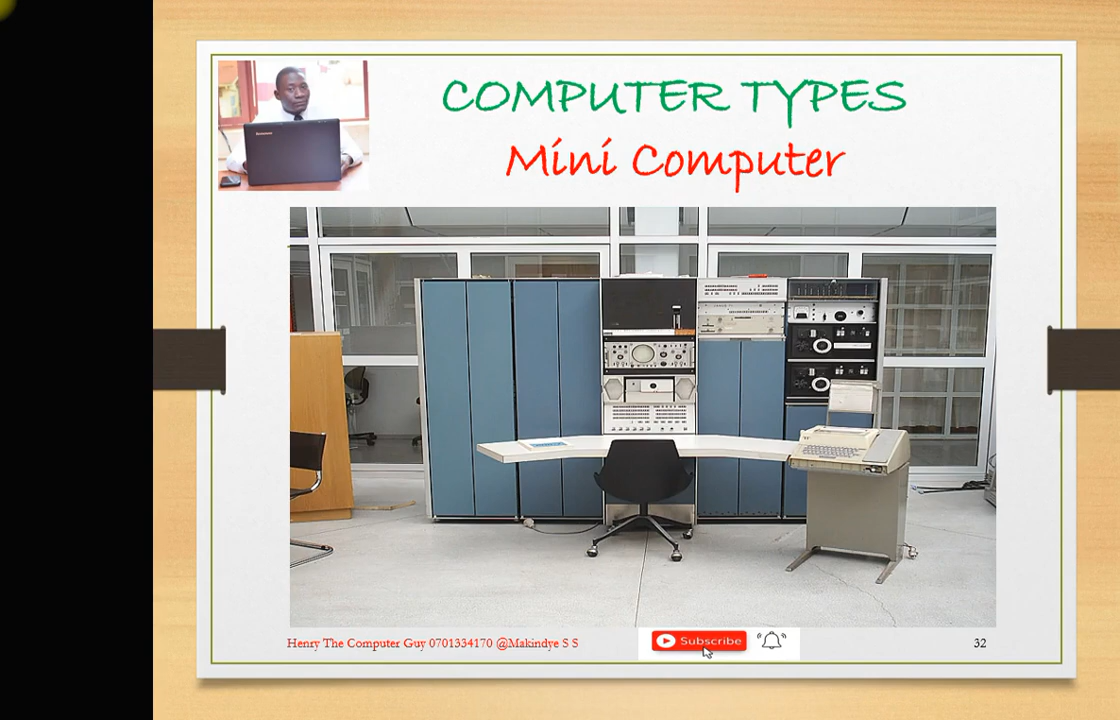 COMPUTER TYPES
Mini Computer
Henry The Computer Guy 0701334170 @Makindye S S
Subscribe
32